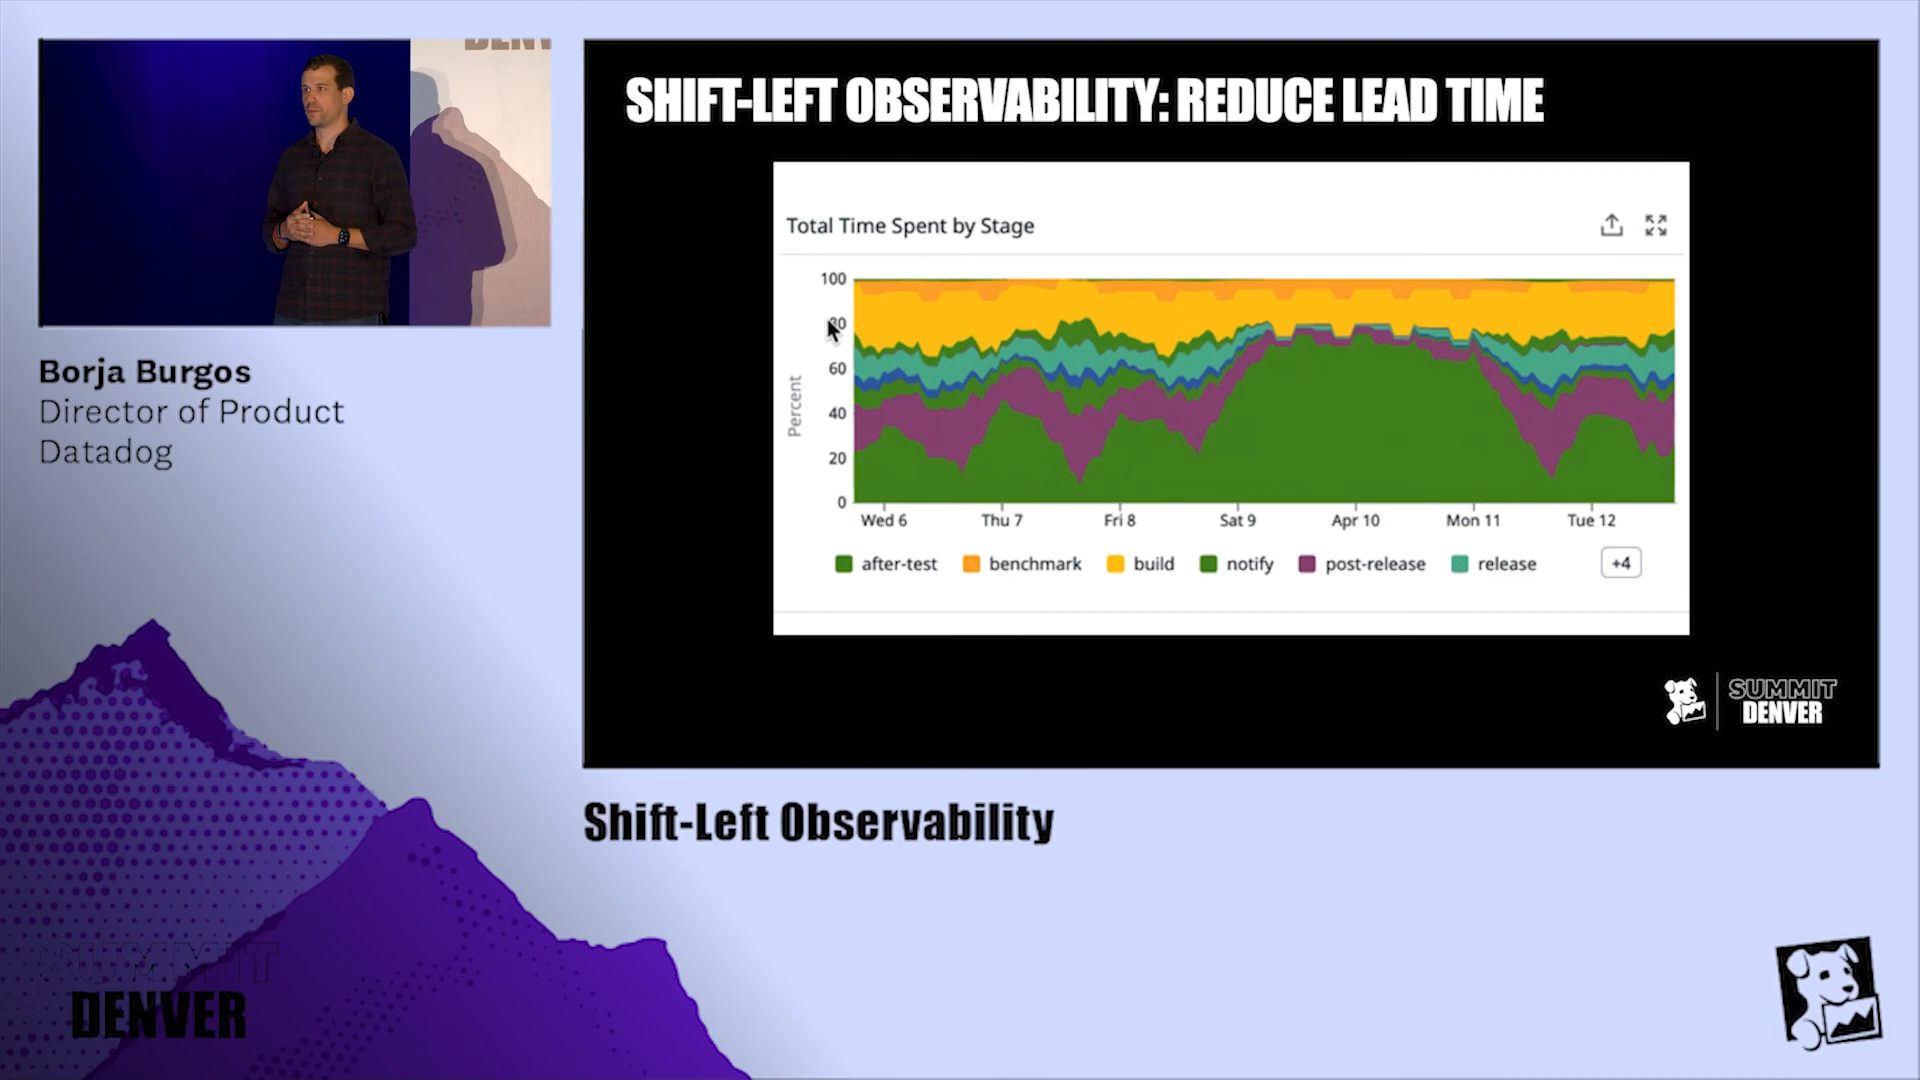 Borja Burgos
Director of Product
Datadog
SHIFT-LEFT OBSERVABILITY: REDUCE LEAD TIME
Total Time Spent by Stage
Percent
100
80
60
40
20
0
Wed 6 Thu 7 Fri 8 Sat 9 Apr 10 Mon 11 Tue 12
after-test benchmark build notify post-release release +4
SUMMIT
DENVER
Shift-Left Observability
SUMMIT
DENVER